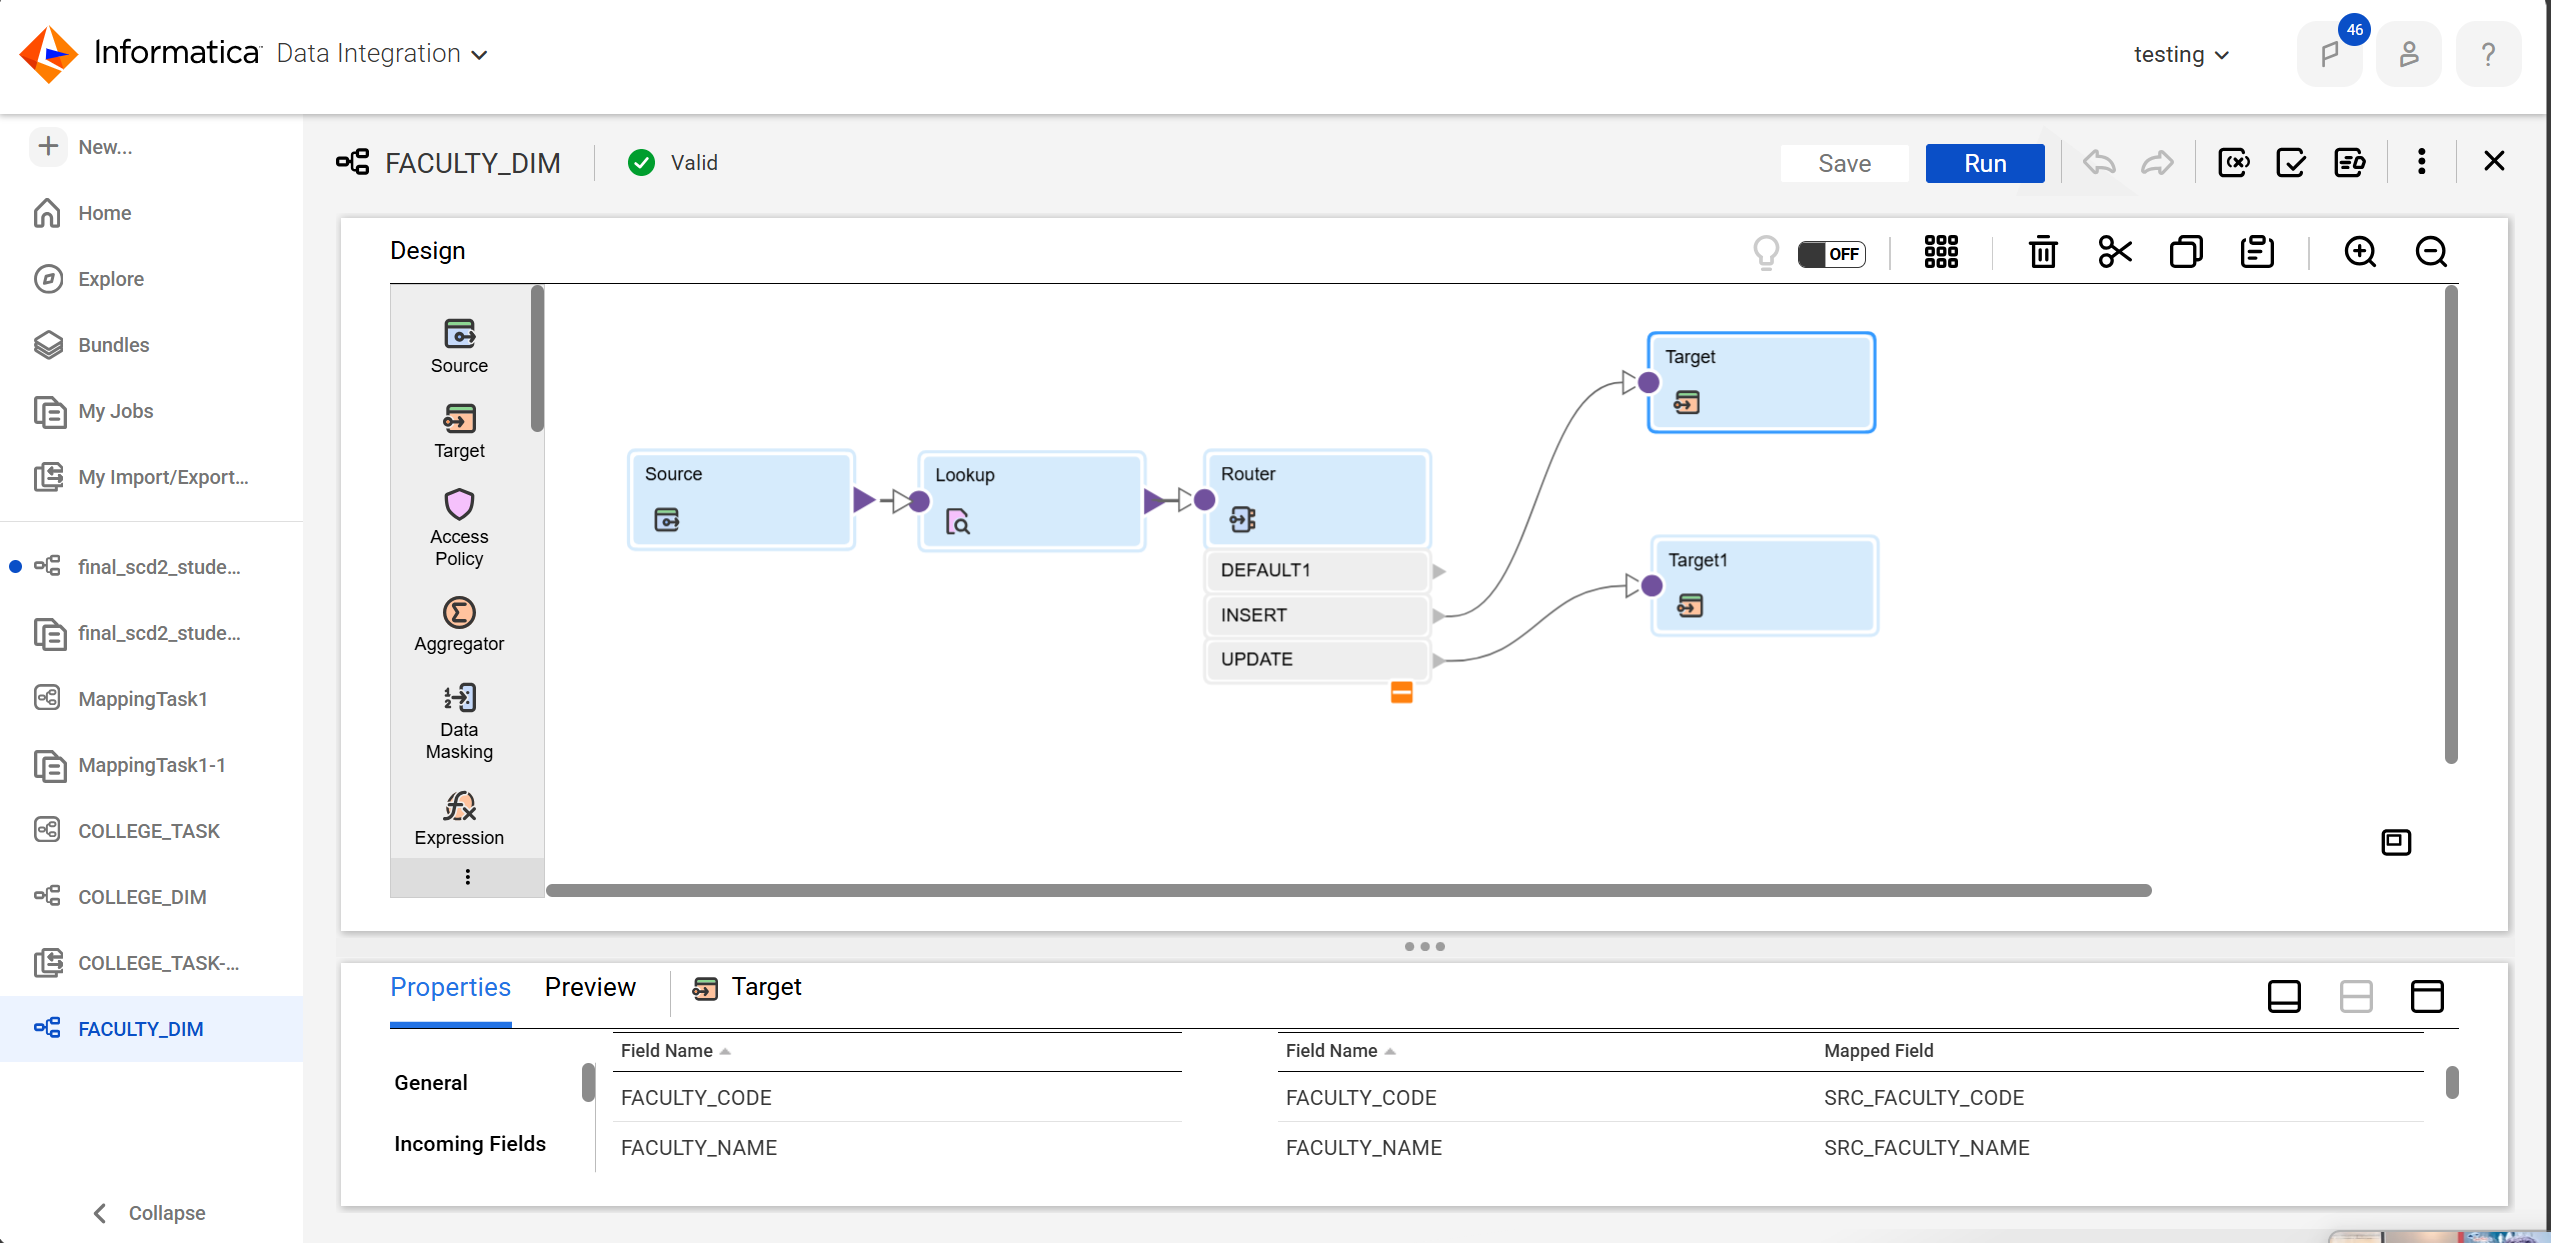 Informatica Data Integration
testing
46
?
New...
Home
Explore
Bundles
My Jobs
My Import/Export...
final_scd2_stude...
final_scd2_stude...
MappingTask1
MappingTask1-1
COLLEGE_TASK
COLLEGE_DIM
COLLEGE_TASK-...
FACULTY_DIM
Collapse
FACULTY_DIM
Valid
Save
Run
Design
OFF
Source
Target
Access
Policy
Aggregator
Data
Masking
Expression
Source
Lookup
Router
DEFAULT1
INSERT
UPDATE
Target
Target1
Properties
Preview
Target
General
Incoming Fields
Field Name
FACULTY_CODE
FACULTY_NAME
Field Name Mapped Field
FACULTY_CODE SRC_FACULTY_CODE
FACULTY_NAME SRC_FACULTY_NAME